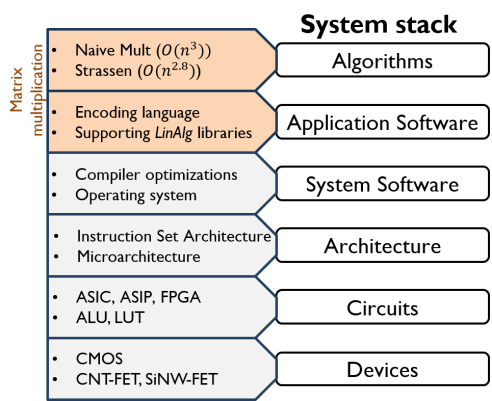 System stack
Matrix
multiplication
• Naive Mult (O(n³))
• Strassen (O(n^2.8))
Algorithms
• Encoding language
• Supporting LinAlg libraries
Application Software
• Compiler optimizations
• Operating system
System Software
• Instruction Set Architecture
• Microarchitecture
Architecture
• ASIC, ASIP, FPGA
• ALU, LUT
Circuits
• CMOS
• CNT-FET, SiNW-FET
Devices